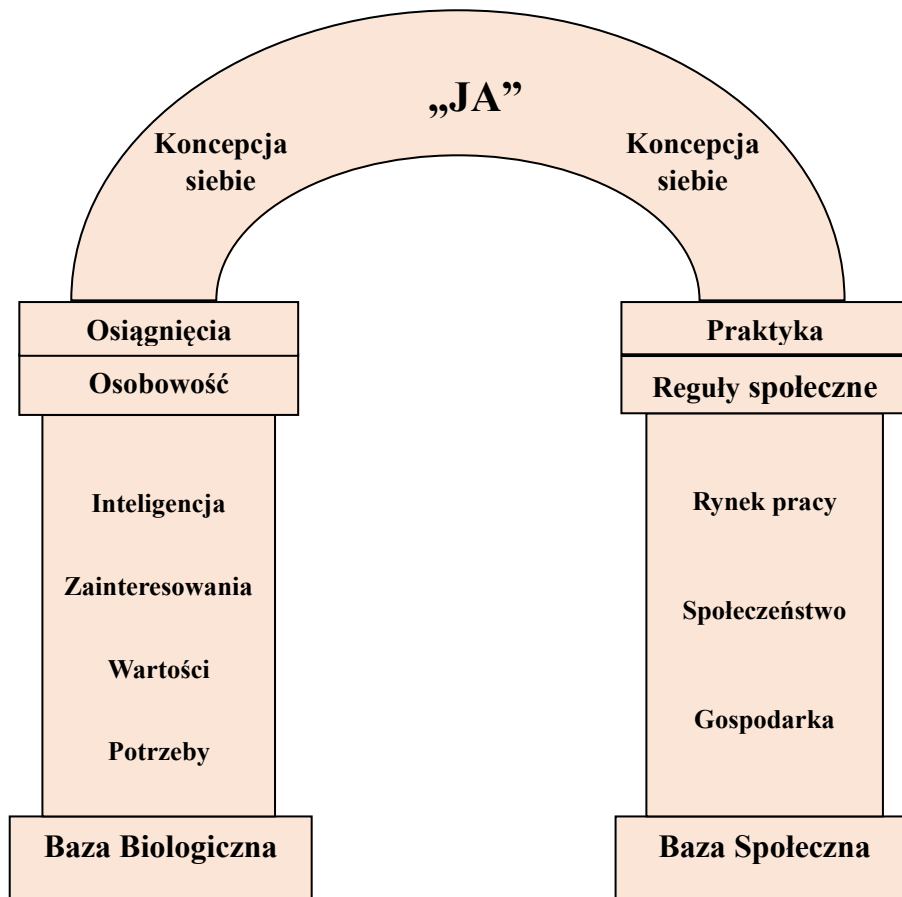 „JA”
Koncepcja
siebie
Koncepcja
siebie
Osiągnięcia
Osobowość
Inteligencja
Zainteresowania
Wartości
Potrzeby
Baza Biologiczna
Praktyka
Reguły społeczne
Rynek pracy
Społeczeństwo
Gospodarka
Baza Społeczna